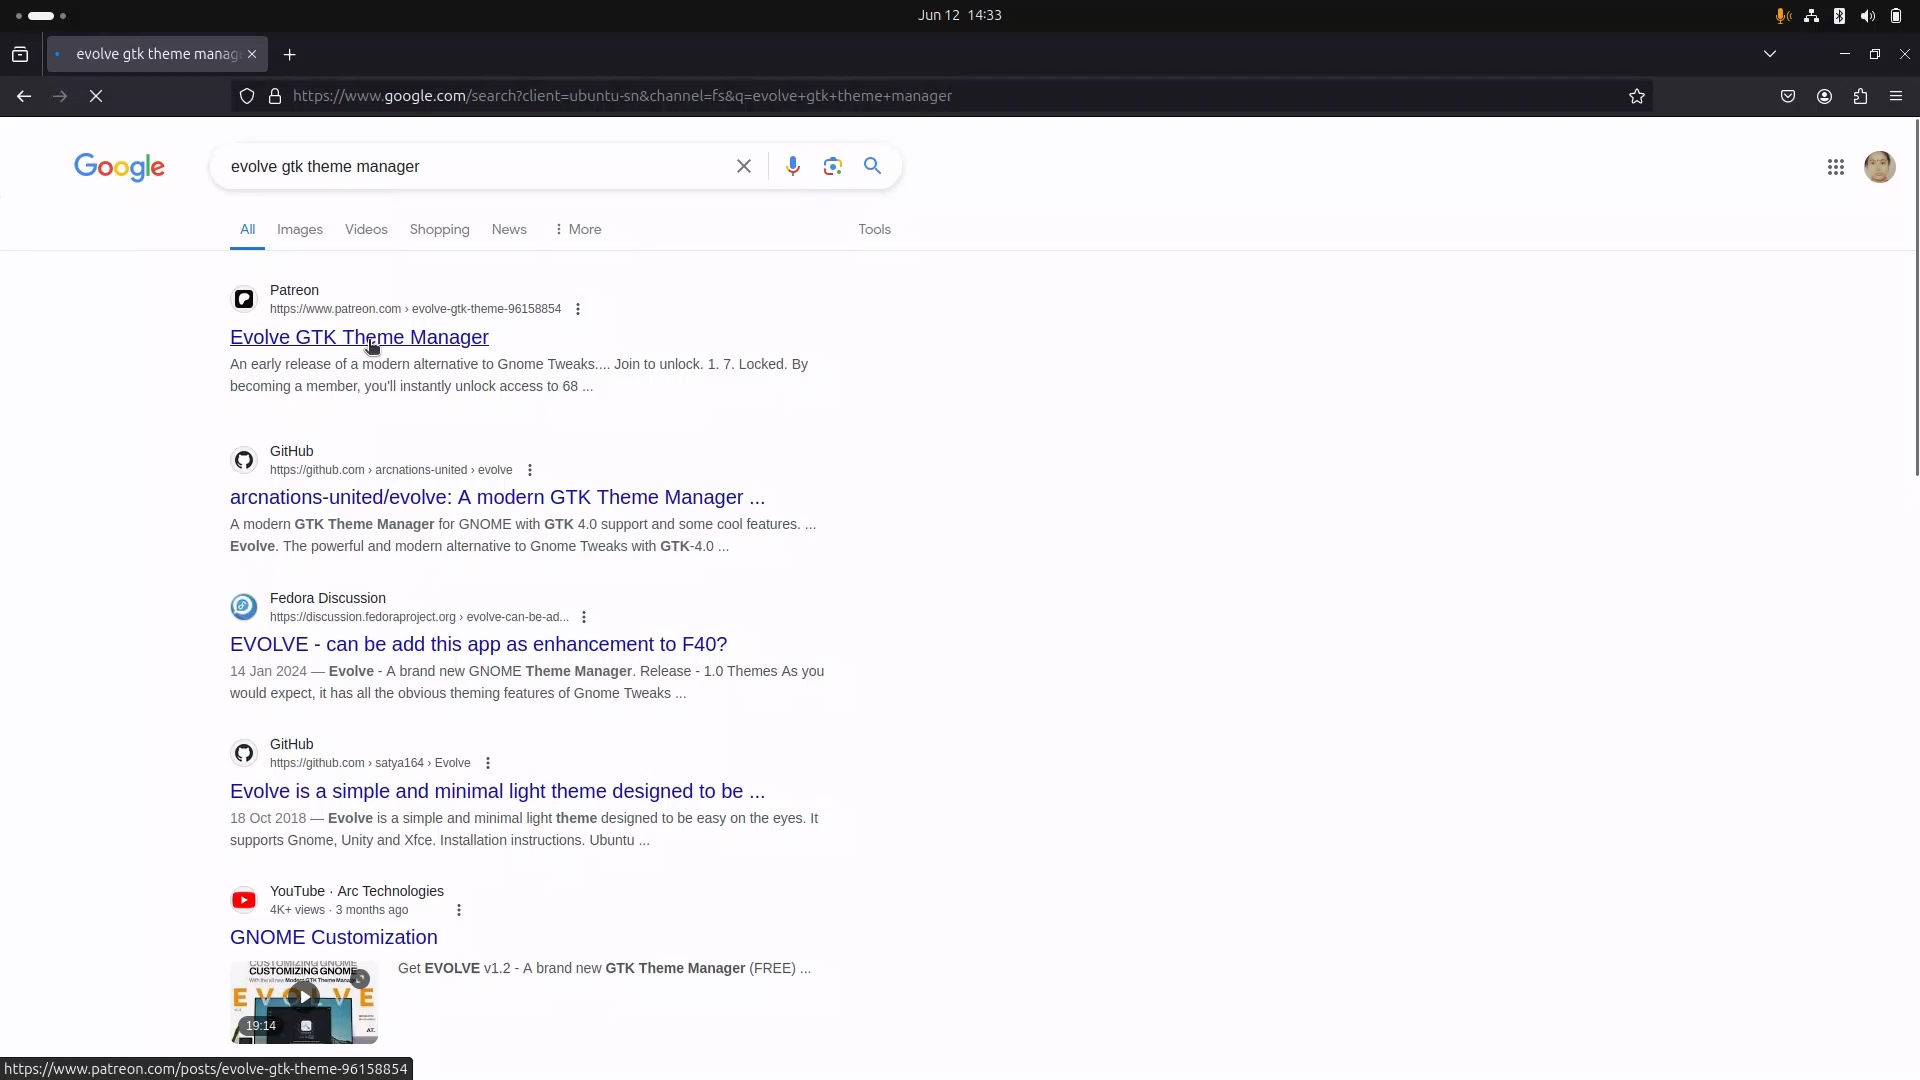 Jun 12 14:33
evolve gtk theme manag
https://www.google.com/search?client=ubuntu-sn&channel=fs&q=evolve+gtk+theme+manager
Google
evolve gtk theme manager
All Images Videos Shopping News More Tools
Patreon
https://www.patreon.com › evolve-gtk-theme-96158854
Evolve GTK Theme Manager
An early release of a modern alternative to Gnome Tweaks.... Join to unlock. 1. 7. Locked. By
becoming a member, you'll instantly unlock access to 68 ...
GitHub
https://github.com › arcnations-united › evolve
arcnations-united/evolve: A modern GTK Theme Manager ...
A modern GTK Theme Manager for GNOME with GTK 4.0 support and some cool features. ...
Evolve. The powerful and modern alternative to Gnome Tweaks with GTK-4.0 ...
Fedora Discussion
https://discussion.fedoraproject.org › evolve-can-be-ad...
EVOLVE - can be add this app as enhancement to F40?
14 Jan 2024 — Evolve - A brand new GNOME Theme Manager. Release - 1.0 Themes As you
would expect, it has all the obvious theming features of Gnome Tweaks ...
GitHub
https://github.com › satya164 › Evolve
Evolve is a simple and minimal light theme designed to be ...
18 Oct 2018 — Evolve is a simple and minimal light theme designed to be easy on the eyes. It
supports Gnome, Unity and Xfce. Installation instructions. Ubuntu ...
YouTube · Arc Technologies
4K+ views · 3 months ago
GNOME Customization
Get EVOLVE v1.2 - A brand new GTK Theme Manager (FREE) ...
CUSTOMIZING GNOME
CUSTOMIZING GNOME
EVOLVE
19:14
AT.
https://www.patreon.com/posts/evolve-gtk-theme-96158854